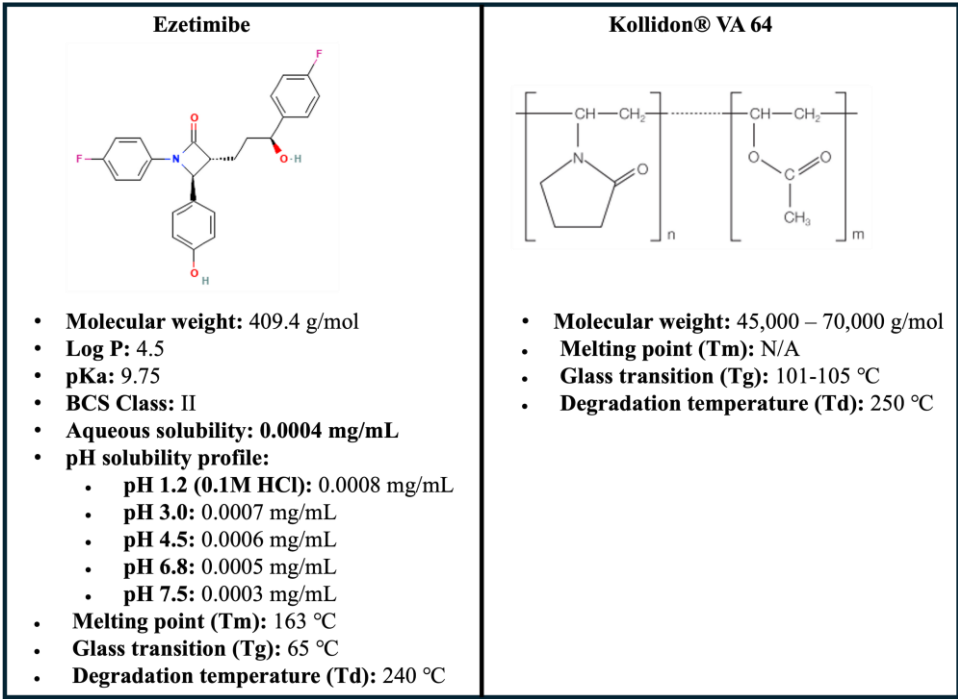 Ezetimibe
F
O
F
N
O-H
O
H
• Molecular weight: 409.4 g/mol
• Log P: 4.5
• pKa: 9.75
• BCS Class: II
• Aqueous solubility: 0.0004 mg/mL
• pH solubility profile:
• pH 1.2 (0.1M HCl): 0.0008 mg/mL
• pH 3.0: 0.0007 mg/mL
• pH 4.5: 0.0006 mg/mL
• pH 6.8: 0.0005 mg/mL
• pH 7.5: 0.0003 mg/mL
• Melting point (Tm): 163 ℃
• Glass transition (Tg): 65 ℃
• Degradation temperature (Td): 240 ℃
Kollidon® VA 64
CH—CH₂ CH—CH₂
N O O O
C
CH₃
n m
• Molecular weight: 45,000 – 70,000 g/mol
• Melting point (Tm): N/A
• Glass transition (Tg): 101-105 ℃
• Degradation temperature (Td): 250 ℃